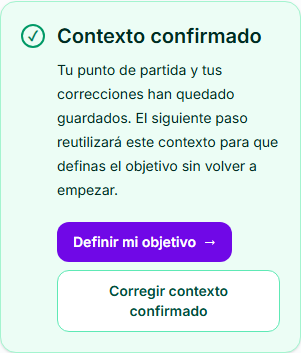 Contexto confirmado
Tu punto de partida y tus
correcciones han quedado
guardados. El siguiente paso
reutilizará este contexto para que
definas el objetivo sin volver a
empezar.
Definir mi objetivo →
Corregir contexto
confirmado